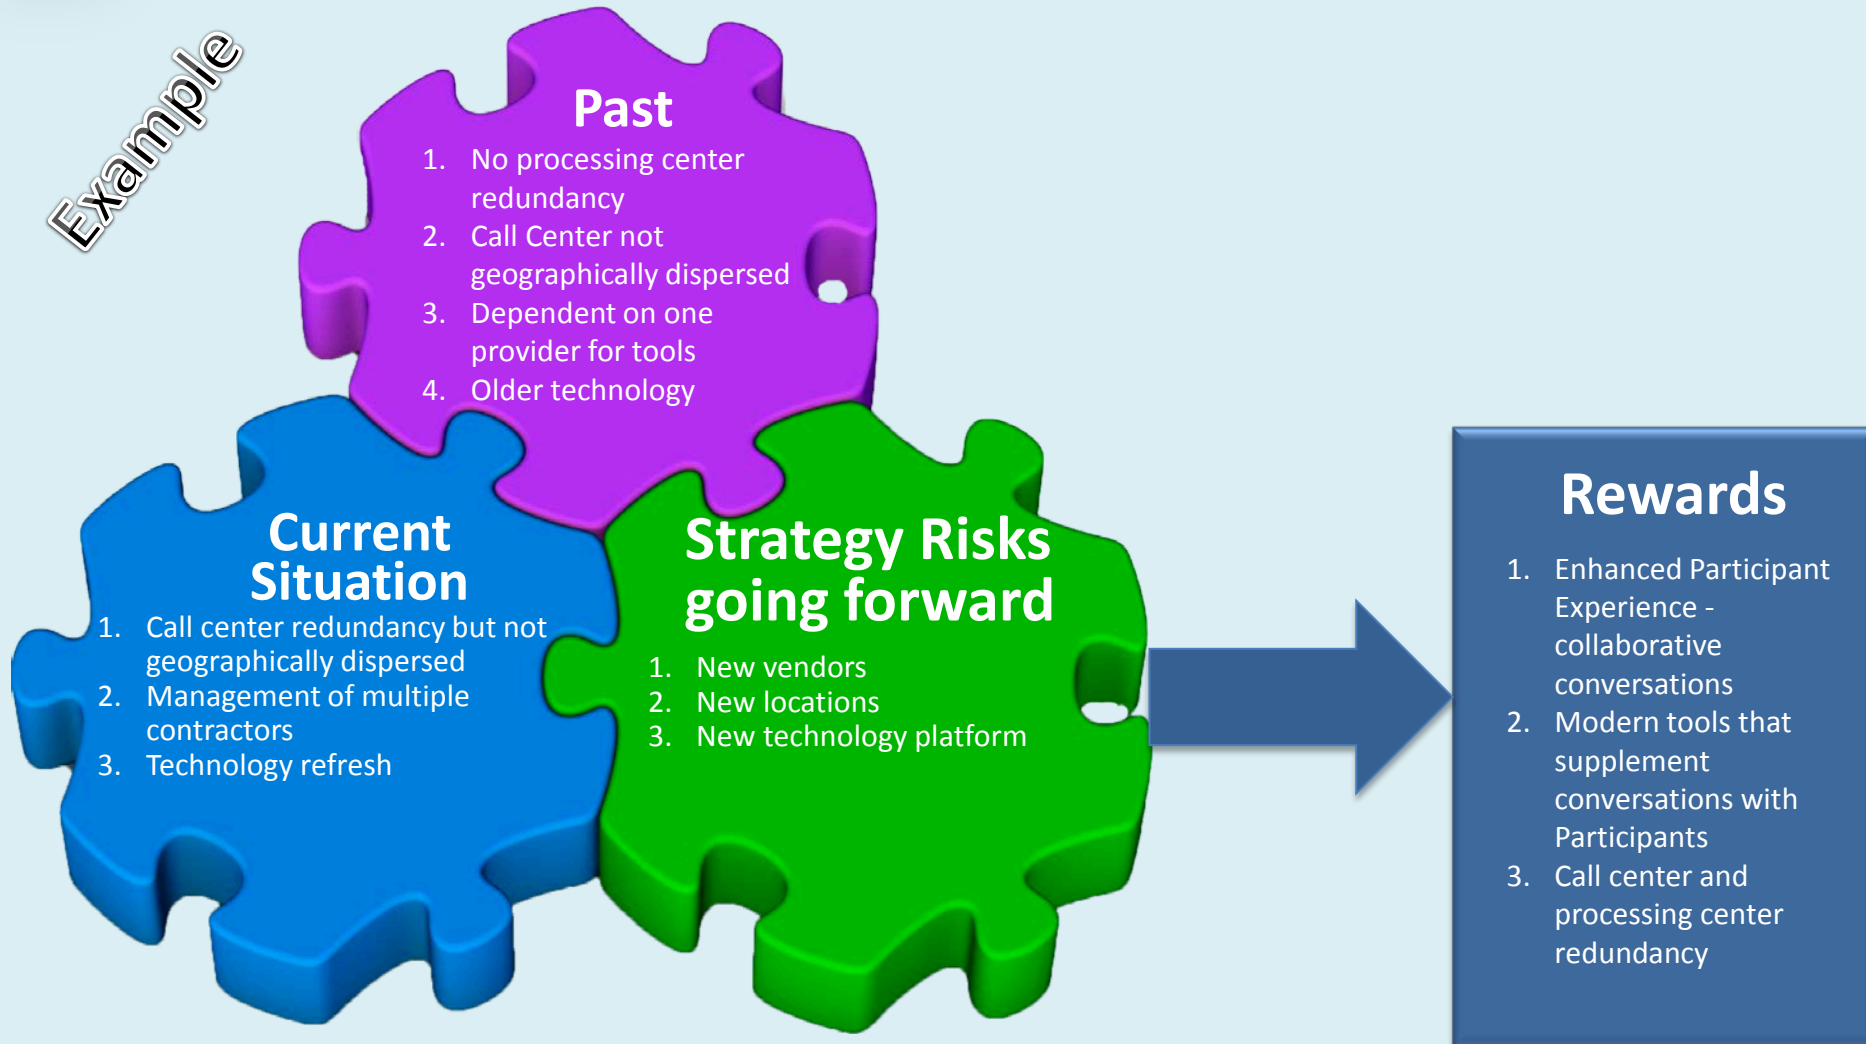 Example
Past
1. No processing center
redundancy
2. Call Center not
geographically dispersed
3. Dependent on one
provider for tools
4. Older technology
Current
Situation
1. Call center redundancy but not
geographically dispersed
2. Management of multiple
contractors
3. Technology refresh
Strategy Risks
going forward
1. New vendors
2. New locations
3. New technology platform
Rewards
1. Enhanced Participant
Experience -
collaborative
conversations
2. Modern tools that
supplement
conversations with
Participants
3. Call center and
processing center
redundancy